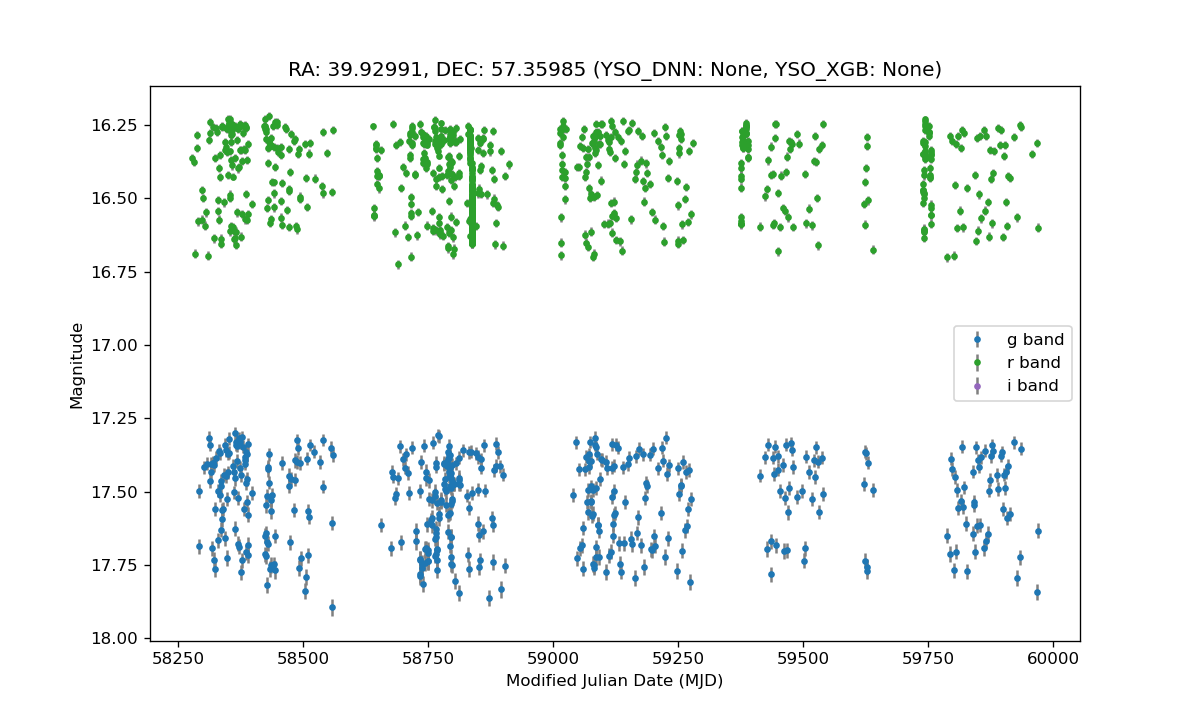 RA: 39.92991, DEC: 57.35985 (YSO_DNN: None, YSO_XGB: None)
16.25
16.50
16.75
17.00
17.25
17.50
17.75
18.00
Magnitude
g band
r band
i band
58250
58500
58750
59000
59250
59500
59750
60000
Modified Julian Date (MJD)